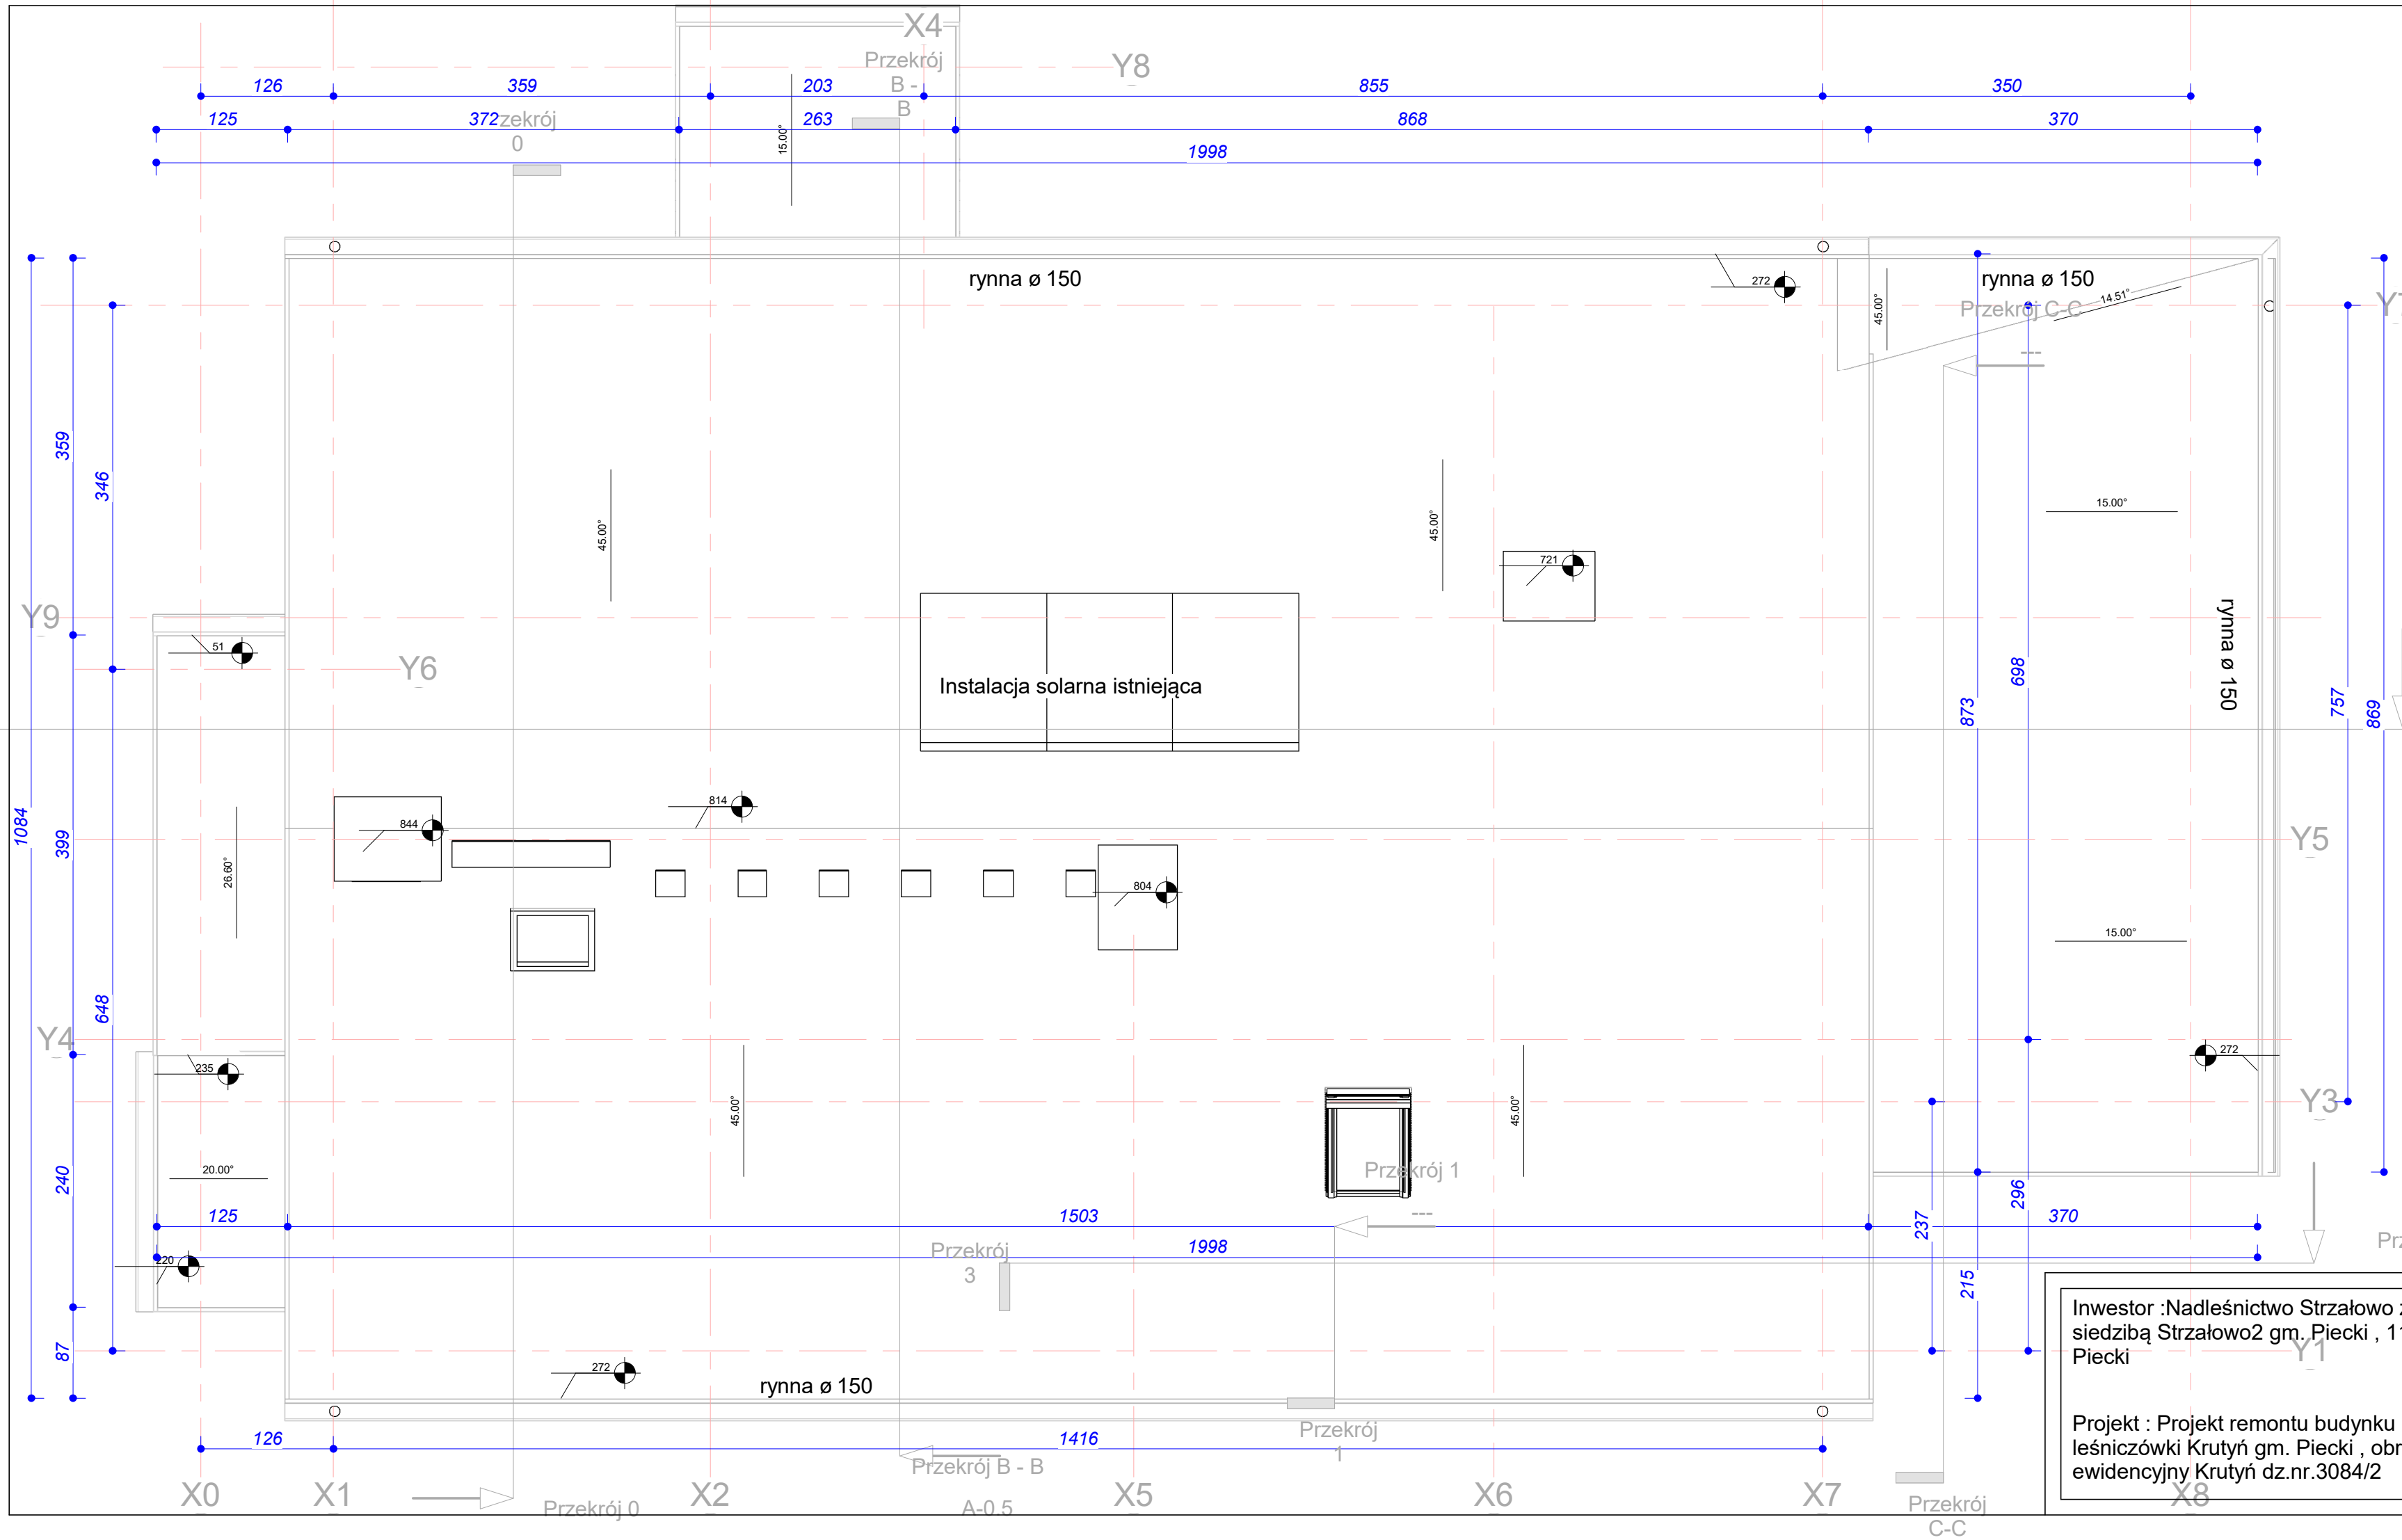 X4
Przekrój
B -
B
Y8
126
359
203
855
350
125
372
zekrój
0
263
868
370
15.00°
1998
rynna ø 150
272
45.00°
rynna ø 150
14.51°
Przekrój C-C
---
359
346
45.00°
45.00°
15.00°
721
Y9
51
Y6
Instalacja solarna istniejąca
rynna ø 150
698
873
757
869
1084
399
844
814
Y5
26.60°
804
15.00°
648
Y4
235
272
45.00°
45.00°
Y3
20.00°
240
Przekrój 1
296
237
125
1503
---
370
1998
Przekrój
3
220
215
87
272
rynna ø 150
Inwestor :Nadleśnictwo Strzałowo z
siedzibą Strzałowo2 gm. Piecki , 11
Piecki
Y1
Projekt : Projekt remontu budynku
leśniczówki Krutyń gm. Piecki , obr
ewidencyjny Krutyń dz.nr.3084/2
126
1416
Przekrój
1
Przekrój B - B
X0
X1
X2
X5
X6
X7
X8
Przekrój 0
A-0.5
Przekrój
C-C